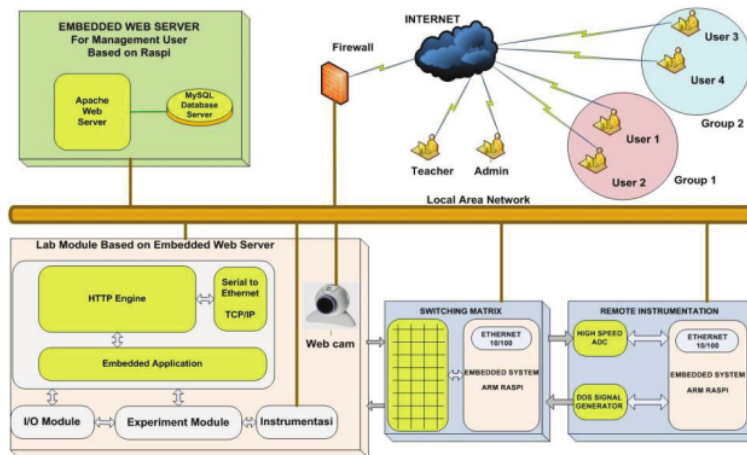 EMBEDDED WEB SERVER
For Management User
Based on Raspi
Apache
Web
Server
MySQL
Database
Server
INTERNET
Firewall
Teacher
Admin
User 3
User 4
Group 2
User 1
User 2
Group 1
Local Area Network
Lab Module Based on Embedded Web Server
HTTP Engine
Serial to
Ethernet
TCP/IP
Embedded Application
I/O Module
Experiment Module
Instrumentasi
Web cam
SWITCHING MATRIX
ETHERNET
10/100
EMBEDDED SYSTEM
ARM RASPI
REMOTE INSTRUMENTATION
HIGH SPEED
ADC
DDS SIGNAL
GENERATOR
ETHERNET
10/100
EMBEDDED SYSTEM
ARM RASPI